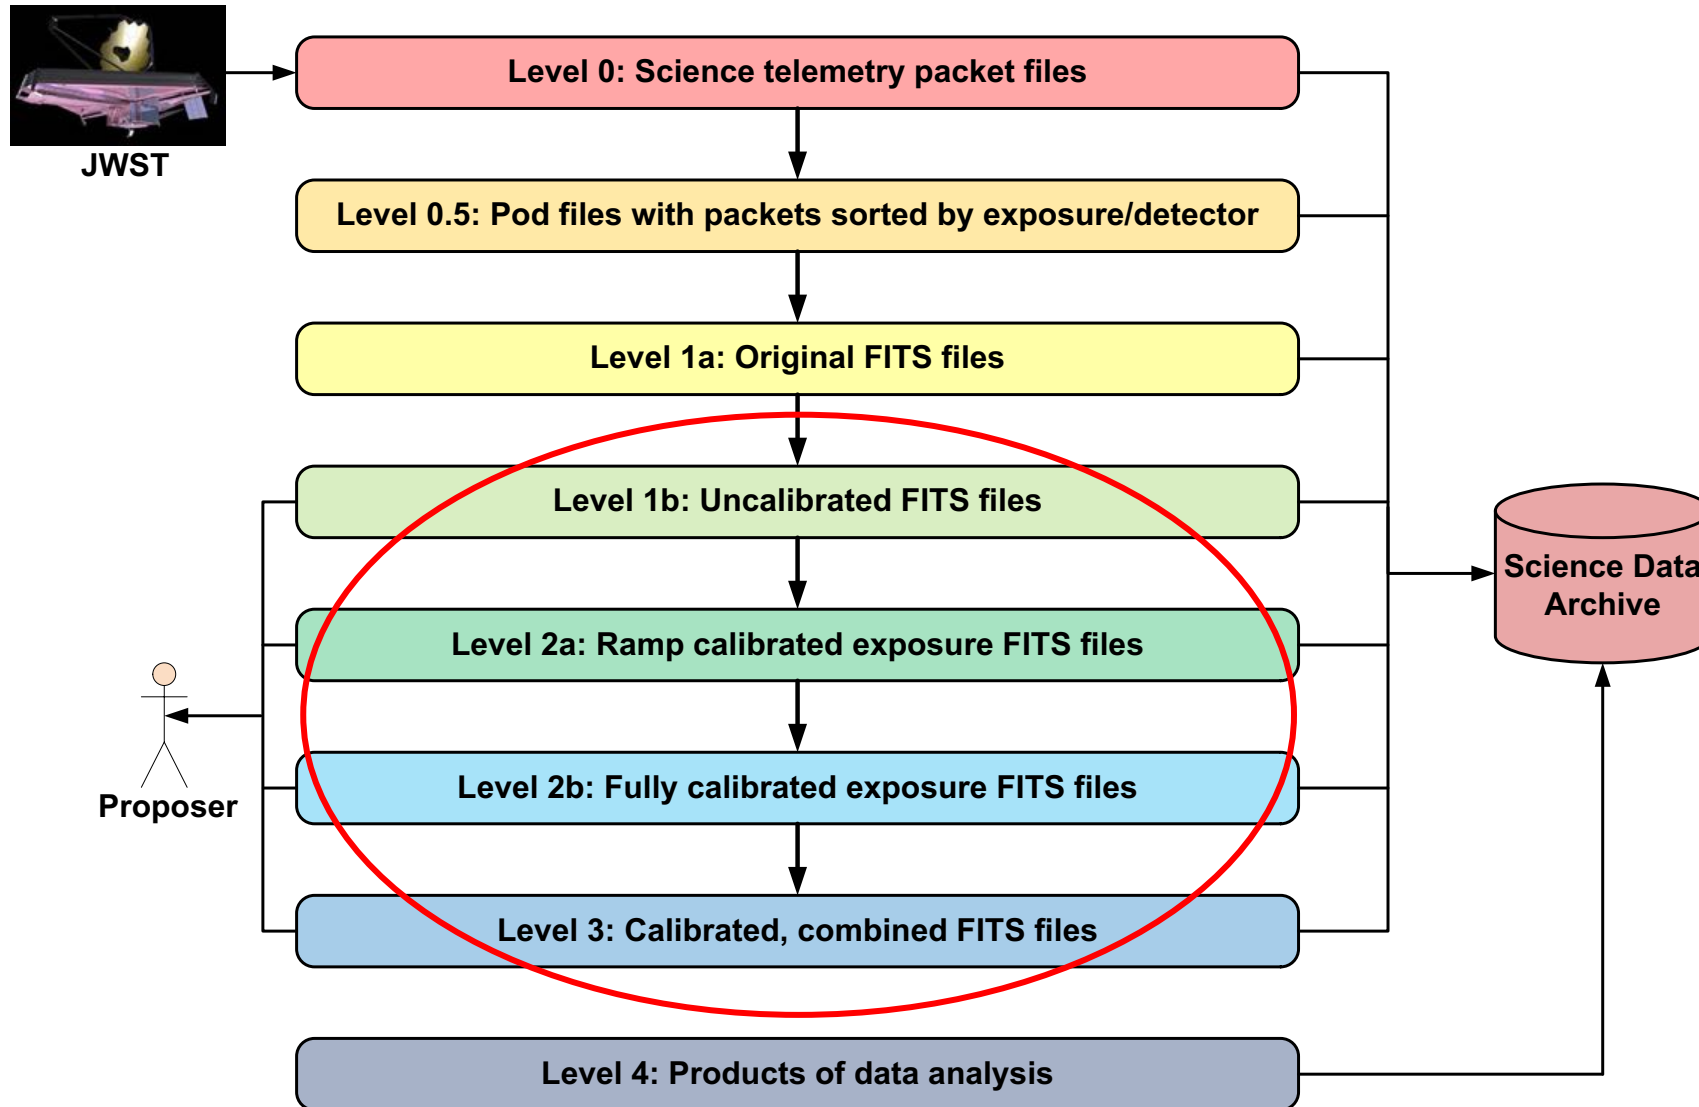 JWST
Level 0: Science telemetry packet files
Level 0.5: Pod files with packets sorted by exposure/detector
Level 1a: Original FITS files
Level 1b: Uncalibrated FITS files
Level 2a: Ramp calibrated exposure FITS files
Level 2b: Fully calibrated exposure FITS files
Level 3: Calibrated, combined FITS files
Level 4: Products of data analysis
Proposer
Science Data
Archive